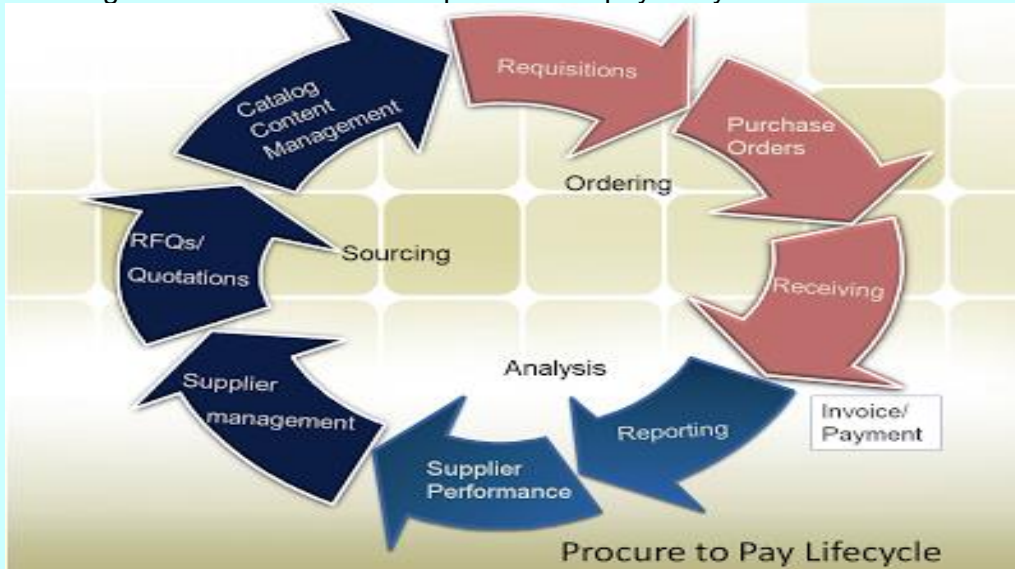 Catalog
Content
Management
Requisitions
Purchase
Orders
Ordering
RFQs/
Quotations
Sourcing
Receiving
Supplier
management
Analysis
Reporting
Invoice/
Payment
Supplier
Performance
Procure to Pay Lifecycle